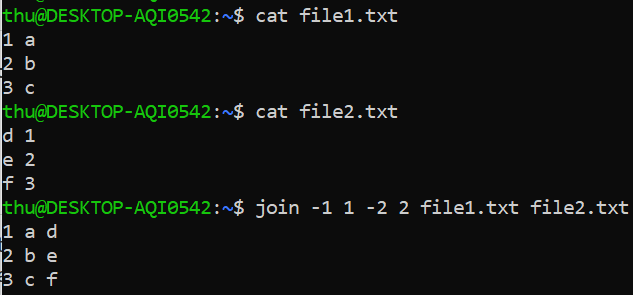 thu@DESKTOP-AQI0542:~$ cat file1.txt
1 a
2 b
3 c
thu@DESKTOP-AQI0542:~$ cat file2.txt
d 1
e 2
f 3
thu@DESKTOP-AQI0542:~$ join -1 1 -2 2 file1.txt file2.txt
1 a d
2 b e
3 c f